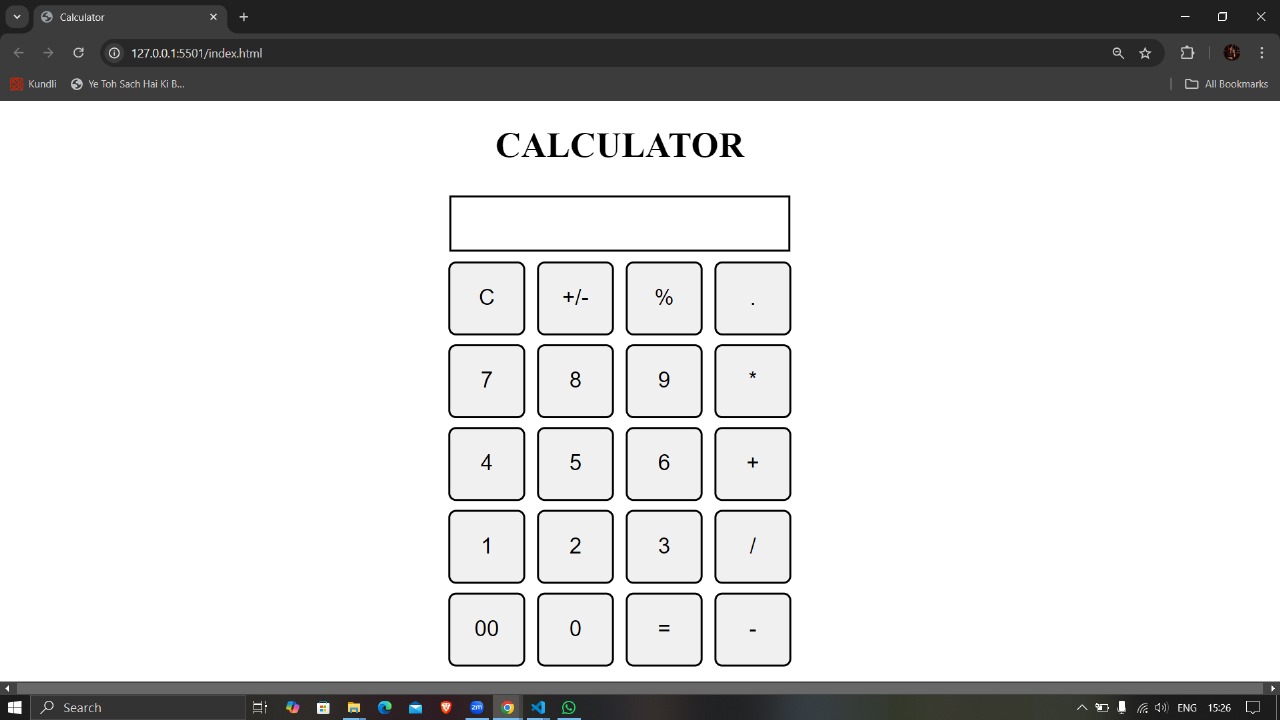 Calculator
127.0.0.1:5501/index.html
Kundli
Ye Toh Sach Hai Ki B...
All Bookmarks
CALCULATOR
C +/- % .
7 8 9 *
4 5 6 +
1 2 3 /
00 0 = -
Search
zm
ENG
15:26